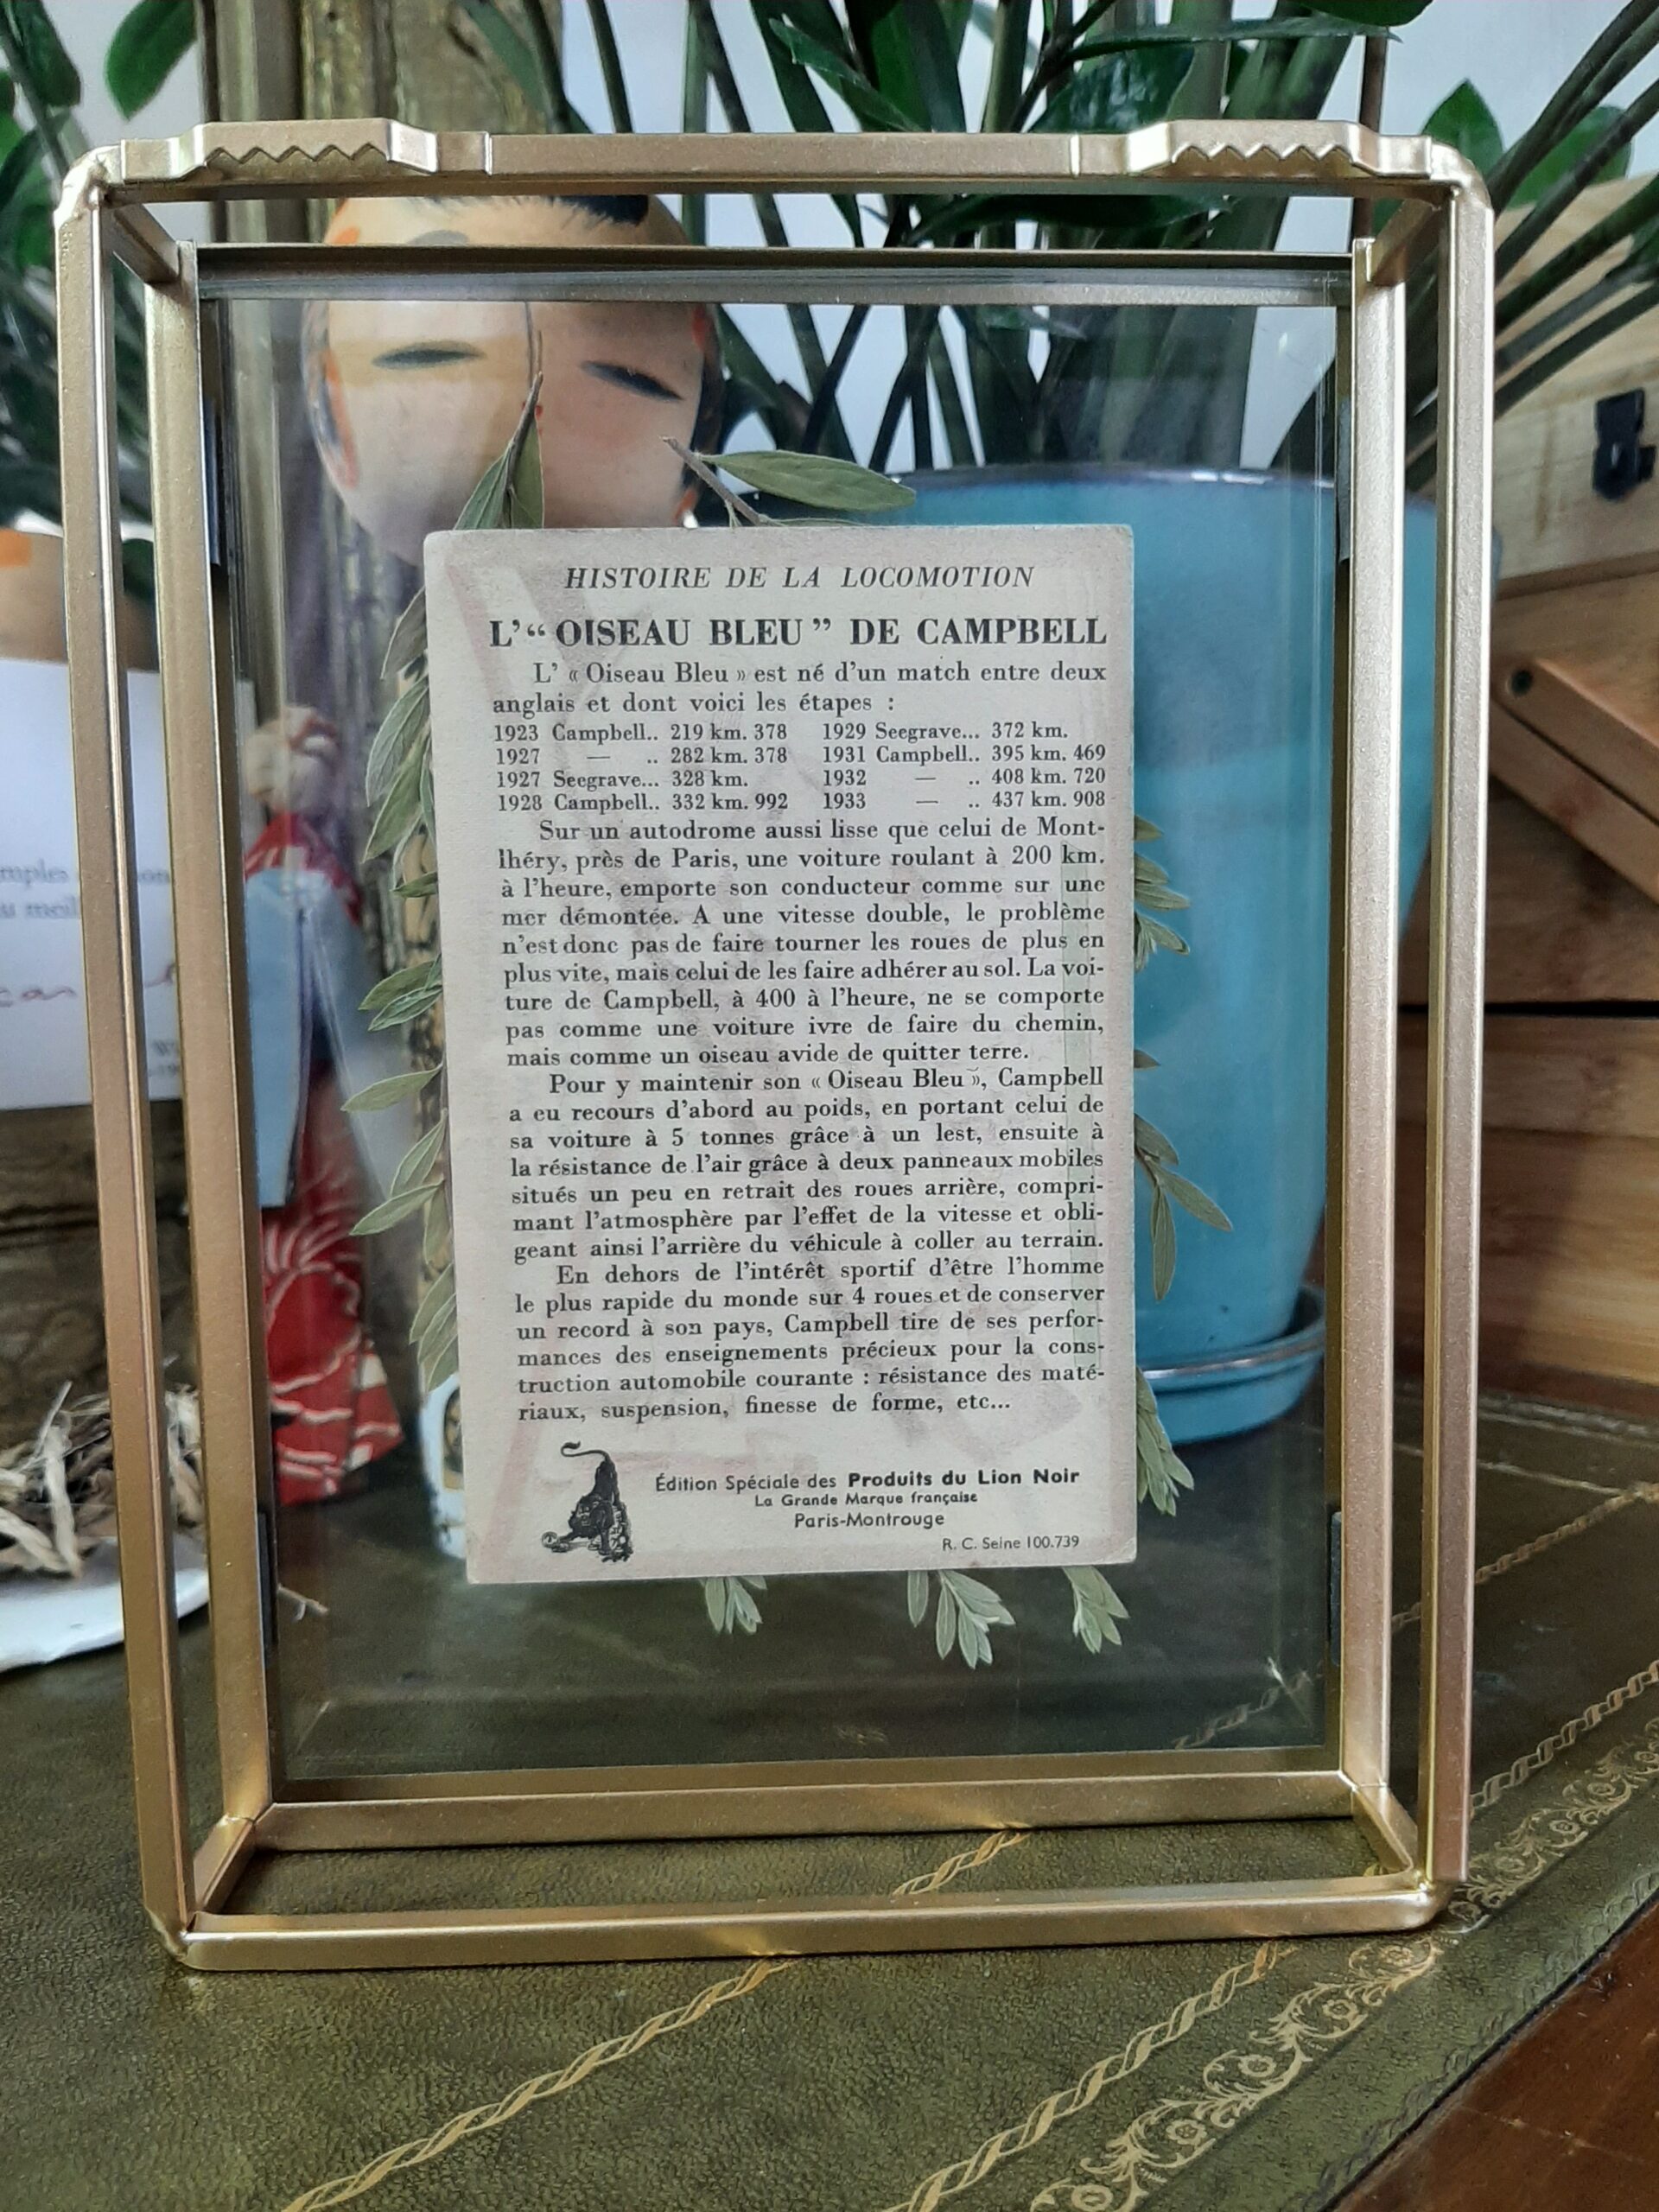 HISTOIRE DE LA LOCOMOTION
L'“OISEAU BLEU” DE CAMPBELL
L' « Oiseau Bleu » est né d'un match entre deux
anglais et dont voici les étapes :
1923 Campbell.. 219 km. 378 1929 Seegrave... 372 km.
1927 — .. 282 km. 378 1931 Campbell.. 395 km. 469
1927 Seegrave... 328 km. 1932 — .. 408 km. 720
1928 Campbell.. 332 km. 992 1933 — .. 437 km. 908
Sur un autodrome aussi lisse que celui de Mont-
lhéry, près de Paris, une voiture roulant à 200 km.
à l'heure, emporte son conducteur comme sur une
mer démontée. A une vitesse double, le problème
n'est donc pas de faire tourner les roues de plus en
plus vite, mais celui de les faire adhérer au sol. La voi-
ture de Campbell, à 400 à l'heure, ne se comporte
pas comme une voiture ivre de faire du chemin,
mais comme un oiseau avide de quitter terre.
Pour y maintenir son « Oiseau Bleu », Campbell
a eu recours d'abord au poids, en portant celui de
sa voiture à 5 tonnes grâce à un lest, ensuite à
la résistance de l'air grâce à deux panneaux mobiles
situés un peu en retrait des roues arrière, compri-
mant l'atmosphère par l'effet de la vitesse et obli-
geant ainsi l'arrière du véhicule à coller au terrain.
En dehors de l'intérêt sportif d'être l'homme
le plus rapide du monde sur 4 roues et de conserver
un record à son pays, Campbell tire de ses perfor-
mances des enseignements précieux pour la cons-
truction automobile courante : résistance des maté-
riaux, suspension, finesse de forme, etc...
Édition Spéciale des Produits du Lion Noir
La Grande Marque française
Paris-Montrouge
R. C. Seine 100.739